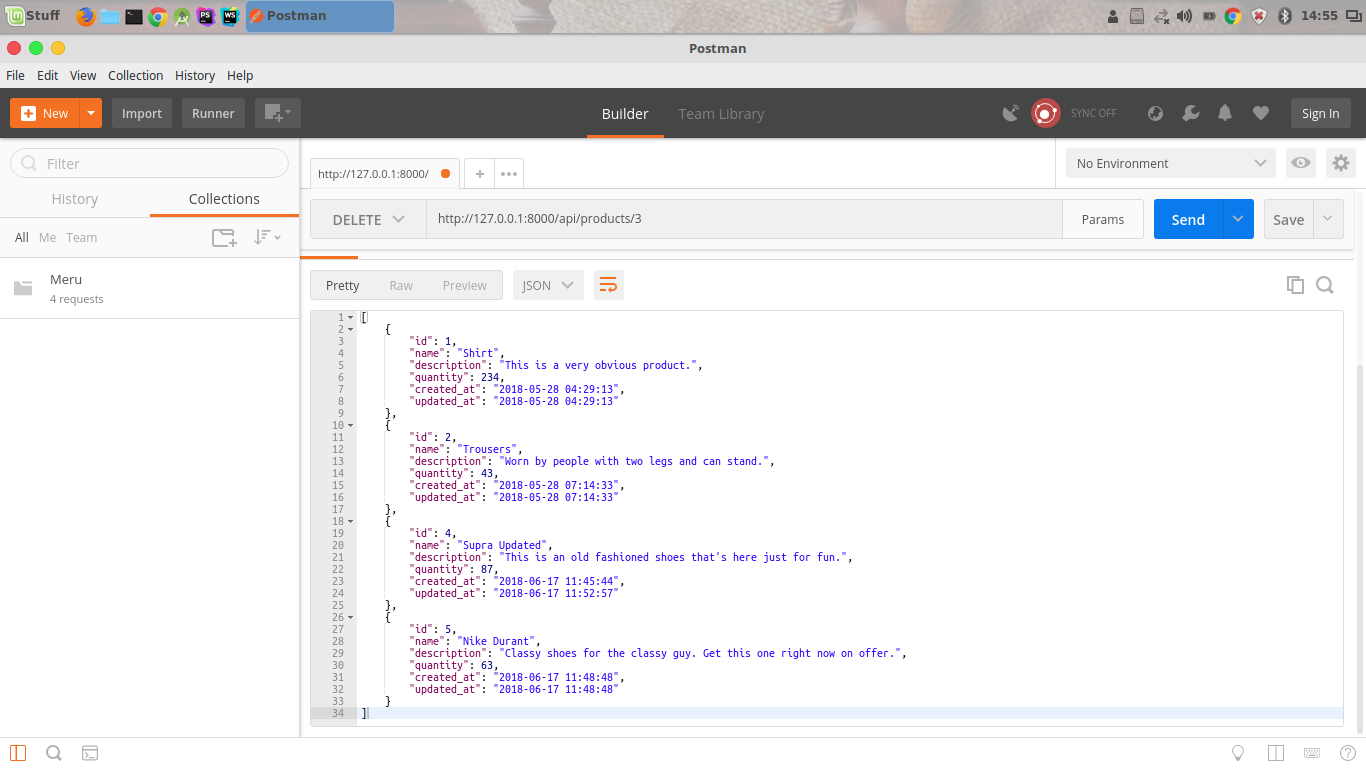 Stuff
PS
WS
Postman
14:55
Postman
File Edit View Collection History Help
New
Import
Runner
Builder
Team Library
SYNC OFF
Sign In
Filter
History
Collections
All Me Team
Meru
4 requests
http://127.0.0.1:8000/
+
•••
No Environment
DELETE
http://127.0.0.1:8000/api/products/3
Params
Send
Save
Pretty
Raw
Preview
JSON
1 [
2 {
3 "id": 1,
4 "name": "Shirt",
5 "description": "This is a very obvious product.",
6 "quantity": 234,
7 "created_at": "2018-05-28 04:29:13",
8 "updated_at": "2018-05-28 04:29:13"
9 },
10 {
11 "id": 2,
12 "name": "Trousers",
13 "description": "Worn by people with two legs and can stand.",
14 "quantity": 43,
15 "created_at": "2018-05-28 07:14:33",
16 "updated_at": "2018-05-28 07:14:33"
17 },
18 {
19 "id": 4,
20 "name": "Supra Updated",
21 "description": "This is an old fashioned shoes that's here just for fun.",
22 "quantity": 87,
23 "created_at": "2018-06-17 11:45:44",
24 "updated_at": "2018-06-17 11:52:57"
25 },
26 {
27 "id": 5,
28 "name": "Nike Durant",
29 "description": "Classy shoes for the classy guy. Get this one right now on offer.",
30 "quantity": 63,
31 "created_at": "2018-06-17 11:48:48",
32 "updated_at": "2018-06-17 11:48:48"
33 }
34 ]